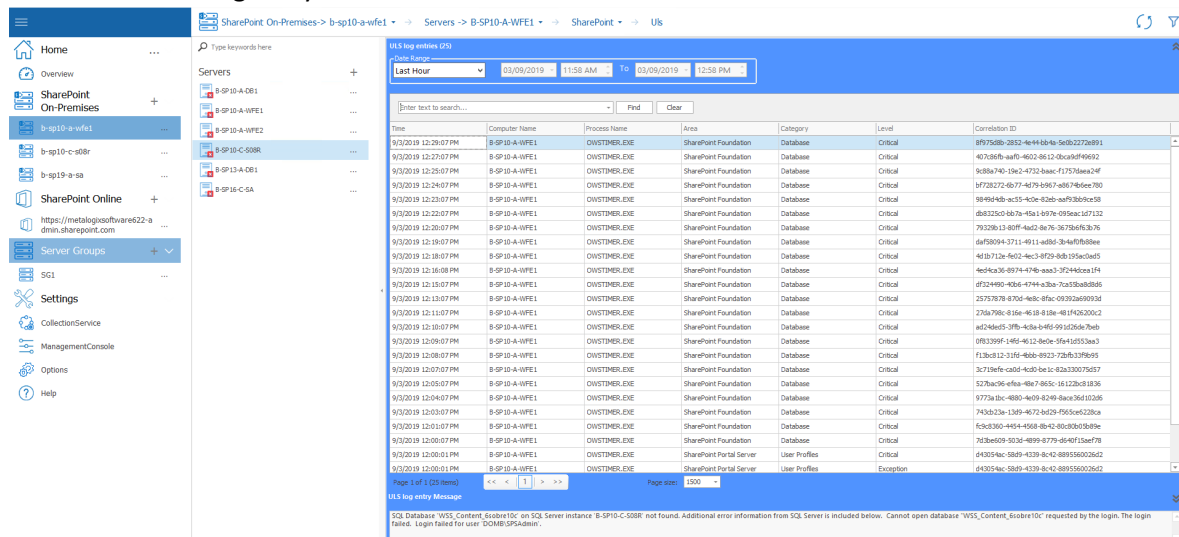 SharePoint On-Premises-> b-sp10-a-wfe1 → Servers -> B-SP10-A-WFE1 → SharePoint → Uls
Home ...
Overview
SharePoint On-Premises +
b-sp10-a-wfe1 ...
b-sp10-c-s08r ...
b-sp19-a-sa ...
SharePoint Online +
https://metalogixsoftware622-a
dmin.sharepoint.com ...
Server Groups +
SG1 ...
Settings
CollectionService
ManagementConsole
Options
? Help
Type keywords here
Servers +
B-SP10-A-DB1 ...
B-SP10-A-WFE1 ...
B-SP10-A-WFE2 ...
B-SP10-C-S08R ...
B-SP13-A-DB1 ...
B-SP16-C-SA ...
ULS log entries (25)
Date Range
Last Hour 03/09/2019 11:58 AM To 03/09/2019 12:58 PM
Enter text to search... Find Clear
Time Computer Name Process Name Area Category Level Correlation ID
9/3/2019 12:29:07 PM B-SP10-A-WFE1 OWSTIMER.EXE SharePoint Foundation Database Critical 8f975d8b-2852-4e44-bb4a-5e0b2272e891
9/3/2019 12:27:07 PM B-SP10-A-WFE1 OWSTIMER.EXE SharePoint Foundation Database Critical 407c86fb-aaf0-4602-8612-0bca9df49692
9/3/2019 12:25:07 PM B-SP10-A-WFE1 OWSTIMER.EXE SharePoint Foundation Database Critical 9c88a740-19e2-4732-baac-f1757daea24f
9/3/2019 12:24:07 PM B-SP10-A-WFE1 OWSTIMER.EXE SharePoint Foundation Database Critical bf728272-6b77-4d79-b967-a8674b6ee780
9/3/2019 12:23:07 PM B-SP10-A-WFE1 OWSTIMER.EXE SharePoint Foundation Database Critical 9849d4db-ac55-4c0e-82eb-aaf93bb9ce58
9/3/2019 12:22:07 PM B-SP10-A-WFE1 OWSTIMER.EXE SharePoint Foundation Database Critical db8325c0-bb7a-45a1-b97e-095eac1d7132
9/3/2019 12:20:07 PM B-SP10-A-WFE1 OWSTIMER.EXE SharePoint Foundation Database Critical 79329b13-80ff-4ad2-8e76-3675b6f63b76
9/3/2019 12:19:07 PM B-SP10-A-WFE1 OWSTIMER.EXE SharePoint Foundation Database Critical daf58094-3711-4911-ad8d-3b4af0fb88ee
9/3/2019 12:18:07 PM B-SP10-A-WFE1 OWSTIMER.EXE SharePoint Foundation Database Critical 4d1b712e-fe02-4ec3-8f29-8db195ac0ad5
9/3/2019 12:16:08 PM B-SP10-A-WFE1 OWSTIMER.EXE SharePoint Foundation Database Critical 4ed4ca36-8974-474b-aaa3-3f244dcea1f4
9/3/2019 12:15:07 PM B-SP10-A-WFE1 OWSTIMER.EXE SharePoint Foundation Database Critical df324490-40b6-4744-a3ba-7ca55ba8d8d6
9/3/2019 12:13:07 PM B-SP10-A-WFE1 OWSTIMER.EXE SharePoint Foundation Database Critical 25757878-870d-4e8c-8fac-09392a69093d
9/3/2019 12:11:07 PM B-SP10-A-WFE1 OWSTIMER.EXE SharePoint Foundation Database Critical 27da798c-816e-4618-818e-481f426200c2
9/3/2019 12:10:07 PM B-SP10-A-WFE1 OWSTIMER.EXE SharePoint Foundation Database Critical ad24ded5-3ffb-4c8a-b4fd-991d26de7beb
9/3/2019 12:09:07 PM B-SP10-A-WFE1 OWSTIMER.EXE SharePoint Foundation Database Critical 0f83399f-14fd-4612-8e0e-5fa41d553aa3
9/3/2019 12:08:07 PM B-SP10-A-WFE1 OWSTIMER.EXE SharePoint Foundation Database Critical f13bc812-31fd-4bbb-8923-72bfb33f9b95
9/3/2019 12:07:07 PM B-SP10-A-WFE1 OWSTIMER.EXE SharePoint Foundation Database Critical 3c719efe-ca0d-4cd0-be1c-82a330075d57
9/3/2019 12:05:07 PM B-SP10-A-WFE1 OWSTIMER.EXE SharePoint Foundation Database Critical 527bac96-efea-48e7-865c-16122bc81836
9/3/2019 12:04:07 PM B-SP10-A-WFE1 OWSTIMER.EXE SharePoint Foundation Database Critical 9773a1bc-4880-4e09-8249-8ace36d102d6
9/3/2019 12:03:07 PM B-SP10-A-WFE1 OWSTIMER.EXE SharePoint Foundation Database Critical 743cb23a-13d9-4672-bd29-f565ce6228ca
9/3/2019 12:01:07 PM B-SP10-A-WFE1 OWSTIMER.EXE SharePoint Foundation Database Critical fc9c8360-4454-4568-8b42-80c80b05b89e
9/3/2019 12:00:07 PM B-SP10-A-WFE1 OWSTIMER.EXE SharePoint Foundation Database Critical 7d3be609-503d-4899-8779-d640f15aef78
9/3/2019 12:00:01 PM B-SP10-A-WFE1 OWSTIMER.EXE SharePoint Portal Server User Profiles Critical d43054ac-58d9-4339-8c42-8895560026d2
9/3/2019 12:00:01 PM B-SP10-A-WFE1 OWSTIMER.EXE SharePoint Portal Server User Profiles Exception d43054ac-58d9-4339-8c42-8895560026d2
Page 1 of 1 (25 items) << < 1 > >> Page size: 1500
ULS log entry Message
SQL Database 'WSS_Content_6sobre10c' on SQL Server instance 'B-SP10-C-S08R' not found. Additional error information from SQL Server is included below. Cannot open database 'WSS_Content_6sobre10c' requested by the login. The login
failed. Login failed for user 'DOMB\SPSAdmin'.